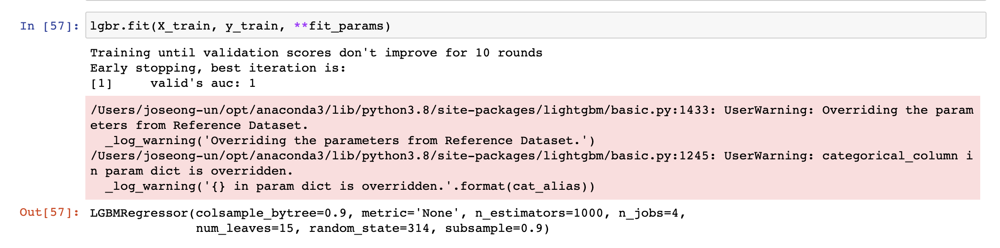 In [57]: lgbr.fit(X_train, y_train, **fit_params)
Training until validation scores don't improve for 10 rounds
Early stopping, best iteration is:
[1]     valid's auc: 1
/Users/joseong-un/opt/anaconda3/lib/python3.8/site-packages/lightgbm/basic.py:1433: UserWarning: Overriding the param
eters from Reference Dataset.
  _log_warning('Overriding the parameters from Reference Dataset.')
/Users/joseong-un/opt/anaconda3/lib/python3.8/site-packages/lightgbm/basic.py:1245: UserWarning: categorical_column i
n param dict is overridden.
  _log_warning('{} in param dict is overridden.'.format(cat_alias))
Out[57]: LGBMRegressor(colsample_bytree=0.9, metric='None', n_estimators=1000, n_jobs=4,
              num_leaves=15, random_state=314, subsample=0.9)